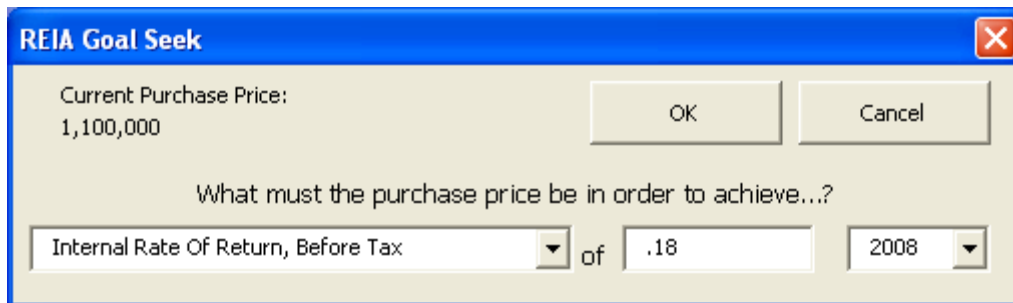 REIA Goal Seek
Current Purchase Price:
1,100,000
OK
Cancel
What must the purchase price be in order to achieve...?
Internal Rate Of Return, Before Tax of .18 2008